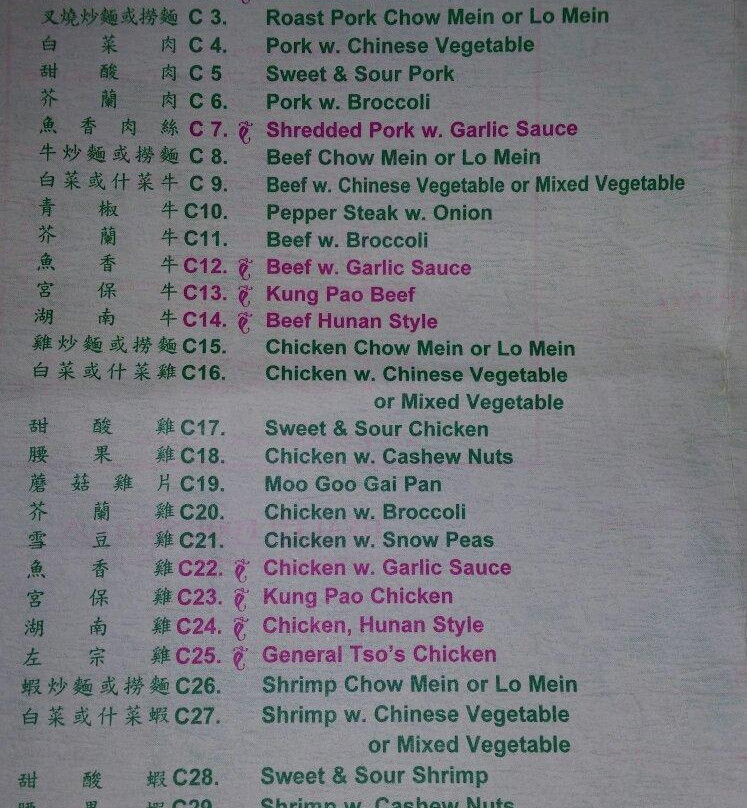 叉燒炒麵或撈麵 C 3. Roast Pork Chow Mein or Lo Mein
白菜肉 C 4. Pork w. Chinese Vegetable
甜酸肉 C 5 Sweet & Sour Pork
芥蘭肉 C 6. Pork w. Broccoli
魚香肉絲 C 7. Shredded Pork w. Garlic Sauce
牛炒麵或撈麵 C 8. Beef Chow Mein or Lo Mein
白菜或什菜牛 C 9. Beef w. Chinese Vegetable or Mixed Vegetable
青椒牛 C10. Pepper Steak w. Onion
芥蘭牛 C11. Beef w. Broccoli
魚香牛 C12. Beef w. Garlic Sauce
宮保牛 C13. Kung Pao Beef
湖南牛 C14. Beef Hunan Style
雞炒麵或撈麵 C15. Chicken Chow Mein or Lo Mein
白菜或什菜雞 C16. Chicken w. Chinese Vegetable
or Mixed Vegetable
甜酸雞 C17. Sweet & Sour Chicken
腰果雞 C18. Chicken w. Cashew Nuts
蘑菇雞片 C19. Moo Goo Gai Pan
芥蘭雞 C20. Chicken w. Broccoli
雪豆雞 C21. Chicken w. Snow Peas
魚香雞 C22. Chicken w. Garlic Sauce
宮保雞 C23. Kung Pao Chicken
湖南雞 C24. Chicken, Hunan Style
左宗雞 C25. General Tso's Chicken
蝦炒麵或撈麵 C26. Shrimp Chow Mein or Lo Mein
白菜或什菜蝦 C27. Shrimp w. Chinese Vegetable
or Mixed Vegetable
甜酸蝦 C28. Sweet & Sour Shrimp
腰果蝦 C29. Shrimp w. Cashew Nuts